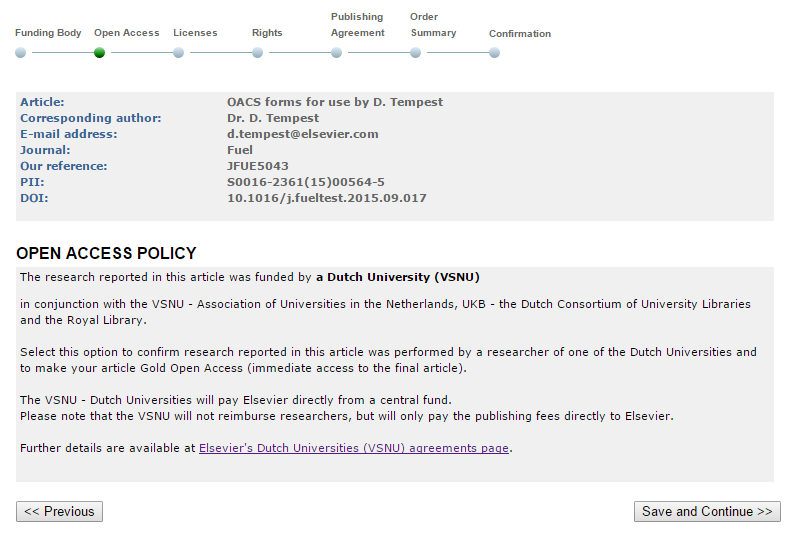 Funding Body
Open Access
Licenses
Rights
Publishing
Agreement
Order
Summary
Confirmation
Article: OACS forms for use by D. Tempest
Corresponding author: Dr. D. Tempest
E-mail address: d.tempest@elsevier.com
Journal: Fuel
Our reference: JFUE5043
PII: S0016-2361(15)00564-5
DOI: 10.1016/j.fueltest.2015.09.017
OPEN ACCESS POLICY
The research reported in this article was funded by a Dutch University (VSNU)
in conjunction with the VSNU - Association of Universities in the Netherlands, UKB - the Dutch Consortium of University Libraries
and the Royal Library.
Select this option to confirm research reported in this article was performed by a researcher of one of the Dutch Universities and
to make your article Gold Open Access (immediate access to the final article).
The VSNU - Dutch Universities will pay Elsevier directly from a central fund.
Please note that the VSNU will not reimburse researchers, but will only pay the publishing fees directly to Elsevier.
Further details are available at Elsevier's Dutch Universities (VSNU) agreements page.
<< Previous
Save and Continue >>